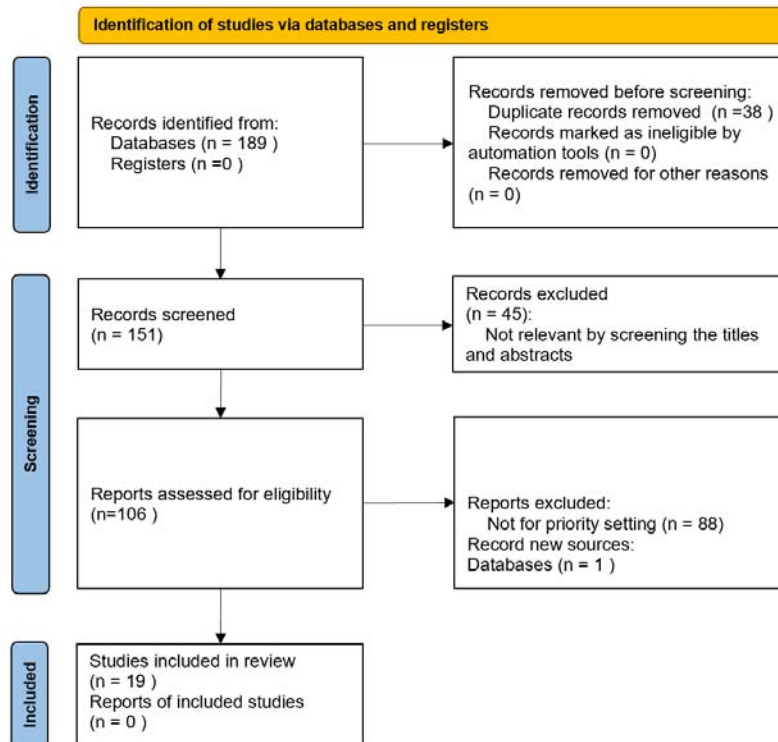 Identification of studies via databases and registers
Identification
Records identified from:
Databases (n = 189 )
Registers (n =0 )
Records removed before screening:
Duplicate records removed (n =38 )
Records marked as ineligible by
automation tools (n = 0)
Records removed for other reasons
(n = 0)
Screening
Records screened
(n = 151)
Records excluded
(n = 45):
Not relevant by screening the titles
and abstracts
Reports assessed for eligibility
(n=106 )
Reports excluded:
Not for priority setting (n = 88)
Record new sources:
Databases (n = 1 )
Included
Studies included in review
(n = 19 )
Reports of included studies
(n = 0 )